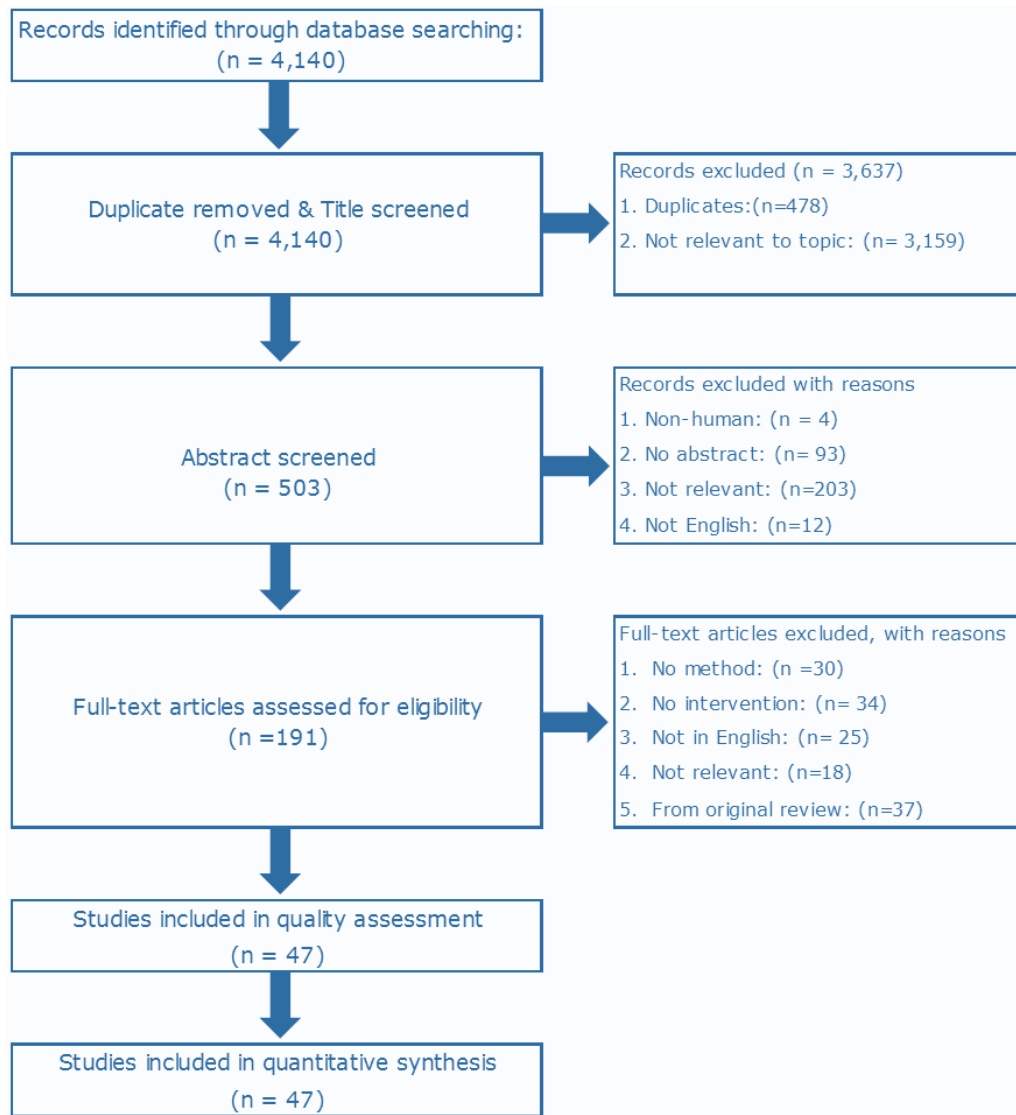 Records identified through database searching:
(n = 4,140)
Duplicate removed & Title screened
(n = 4,140)
Records excluded (n = 3,637)
1. Duplicates:(n=478)
2. Not relevant to topic: (n= 3,159)
Abstract screened
(n = 503)
Records excluded with reasons
1. Non-human: (n = 4)
2. No abstract: (n= 93)
3. Not relevant: (n=203)
4. Not English: (n=12)
Full-text articles assessed for eligibility
(n =191)
Full-text articles excluded, with reasons
1. No method: (n =30)
2. No intervention: (n= 34)
3. Not in English: (n= 25)
4. Not relevant: (n=18)
5. From original review: (n=37)
Studies included in quality assessment
(n = 47)
Studies included in quantitative synthesis
(n = 47)